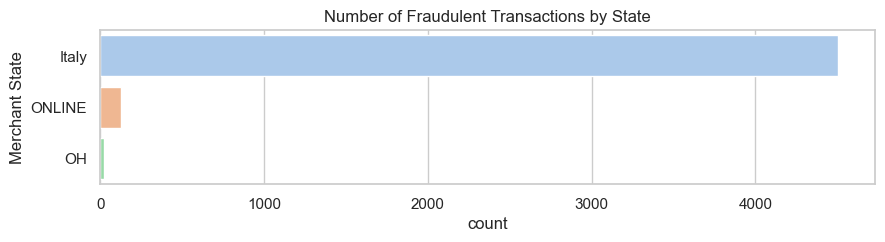 Number of Fraudulent Transactions by State
Merchant State
Italy
ONLINE
OH
0 1000 2000 3000 4000
count